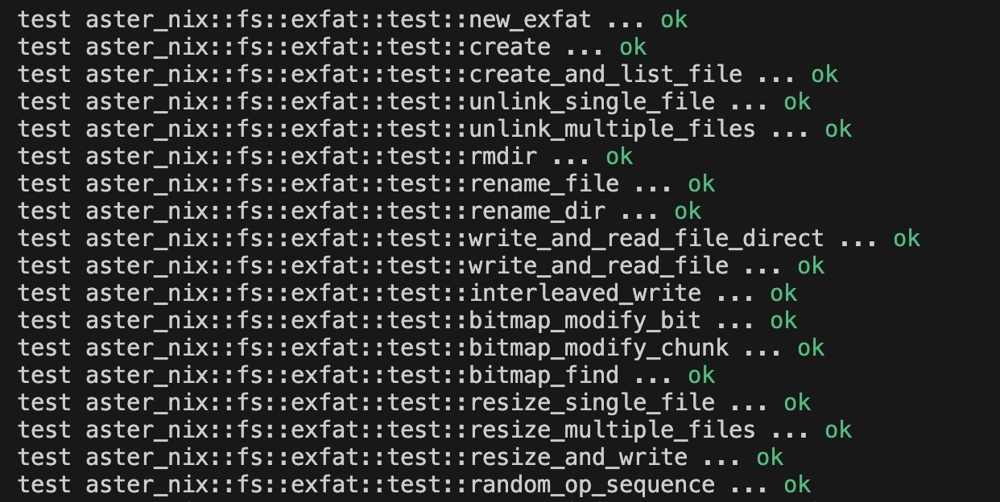 test aster_nix::fs::exfat::test::new_exfat ... ok
test aster_nix::fs::exfat::test::create ... ok
test aster_nix::fs::exfat::test::create_and_list_file ... ok
test aster_nix::fs::exfat::test::unlink_single_file ... ok
test aster_nix::fs::exfat::test::unlink_multiple_files ... ok
test aster_nix::fs::exfat::test::rmdir ... ok
test aster_nix::fs::exfat::test::rename_file ... ok
test aster_nix::fs::exfat::test::rename_dir ... ok
test aster_nix::fs::exfat::test::write_and_read_file_direct ... ok
test aster_nix::fs::exfat::test::write_and_read_file ... ok
test aster_nix::fs::exfat::test::interleaved_write ... ok
test aster_nix::fs::exfat::test::bitmap_modify_bit ... ok
test aster_nix::fs::exfat::test::bitmap_modify_chunk ... ok
test aster_nix::fs::exfat::test::bitmap_find ... ok
test aster_nix::fs::exfat::test::resize_single_file ... ok
test aster_nix::fs::exfat::test::resize_multiple_files ... ok
test aster_nix::fs::exfat::test::resize_and_write ... ok
test aster_nix::fs::exfat::test::random_op_sequence ... ok